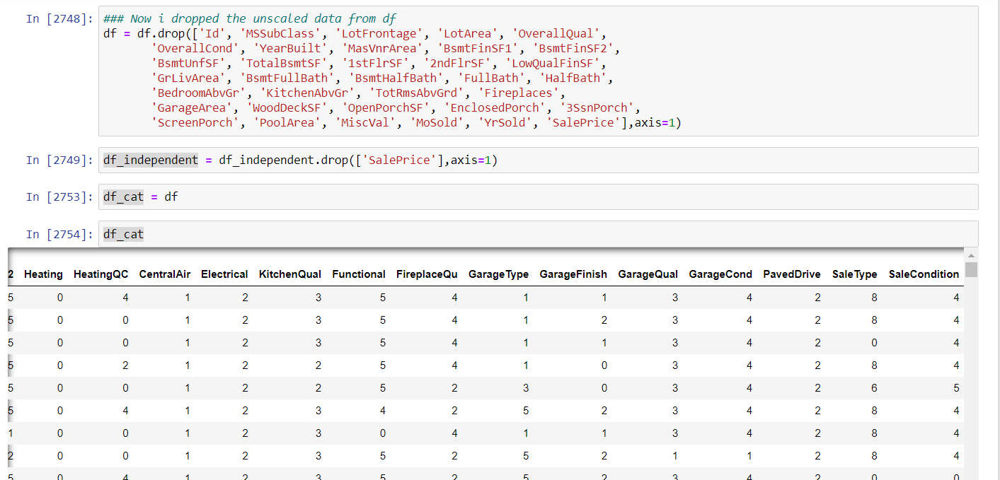 In [2748]: ### Now i dropped the unscaled data from df
df = df.drop(['Id', 'MSSubClass', 'LotFrontage', 'LotArea', 'OverallQual',
'OverallCond', 'YearBuilt', 'MasVnrArea', 'BsmtFinSF1', 'BsmtFinSF2',
'BsmtUnfSF', 'TotalBsmtSF', '1stFlrSF', '2ndFlrSF', 'LowQualFinSF',
'GrLivArea', 'BsmtFullBath', 'BsmtHalfBath', 'FullBath', 'HalfBath',
'BedroomAbvGr', 'KitchenAbvGr', 'TotRmsAbvGrd', 'Fireplaces',
'GarageArea', 'WoodDeckSF', 'OpenPorchSF', 'EnclosedPorch', '3SsnPorch',
'ScreenPorch', 'PoolArea', 'MiscVal', 'MoSold', 'YrSold', 'SalePrice'],axis=1)
In [2749]: df_independent = df_independent.drop(['SalePrice'],axis=1)
In [2753]: df_cat = df
In [2754]: df_cat
2 Heating HeatingQC CentralAir Electrical KitchenQual Functional FireplaceQu GarageType GarageFinish GarageQual GarageCond PavedDrive SaleType SaleCondition
5 0 4 1 2 3 5 4 1 1 3 4 2 8 4
5 0 0 1 2 3 5 4 1 2 3 4 2 8 4
5 0 0 1 2 3 5 4 1 1 3 4 2 0 4
5 0 2 1 2 2 5 4 1 0 3 4 2 8 4
5 0 0 1 2 2 5 2 3 0 3 4 2 6 5
5 0 4 1 2 3 4 2 5 2 3 4 2 8 4
1 0 0 1 2 3 0 4 1 1 3 4 2 8 4
2 0 0 1 2 3 5 2 5 2 1 1 2 8 4
5 0 4 1 2 3 5 2 5 2 3 4 2 0 0